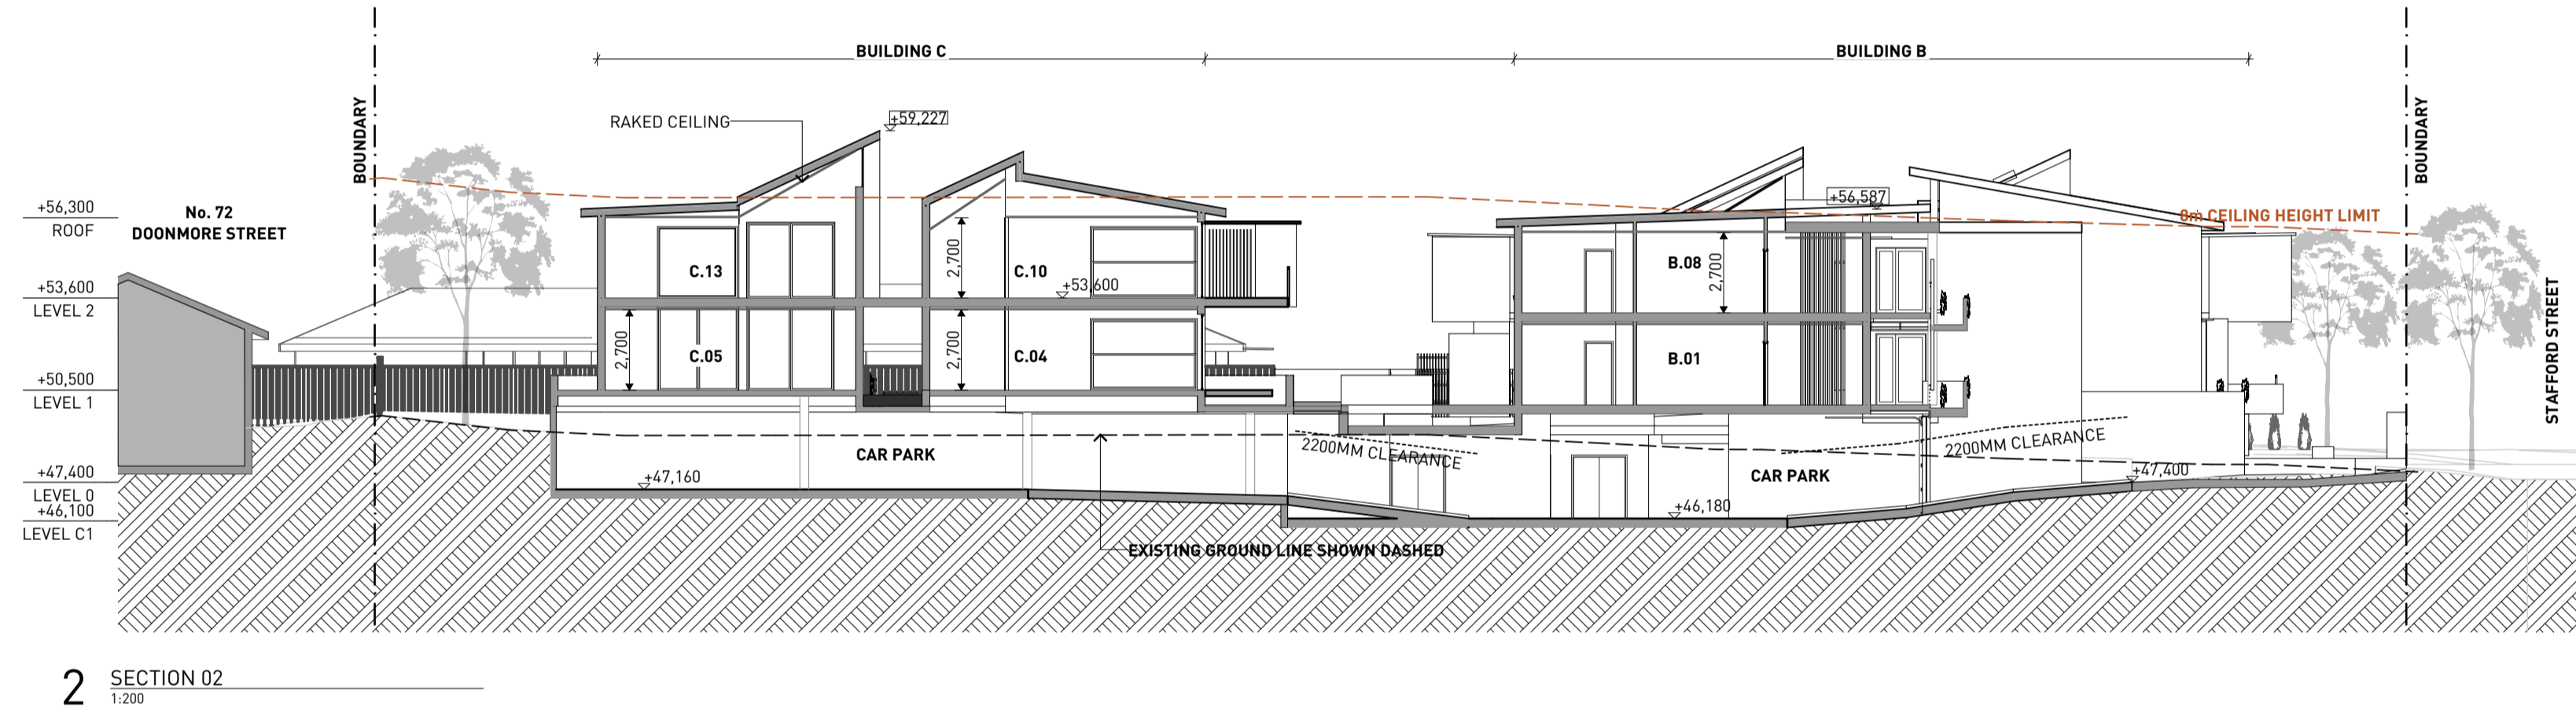 BUILDING C
BUILDING B
BOUNDARY
BOUNDARY
RAKED CEILING
+59,227
+56,587
+56,300
ROOF
No. 72
DOONMORE STREET
8m CEILING HEIGHT LIMIT
C.13
2,700
C.10
+53,600
B.08
2,700
+53,600
LEVEL 2
2,700
C.05
2,700
C.04
B.01
STAFFORD STREET
+50,500
LEVEL 1
CAR PARK
2200MM CLEARANCE
2200MM CLEARANCE
+47,160
CAR PARK
+47,400
+47,400
LEVEL 0
+46,100
LEVEL C1
+46,180
EXISTING GROUND LINE SHOWN DASHED
2
SECTION 02
1:200